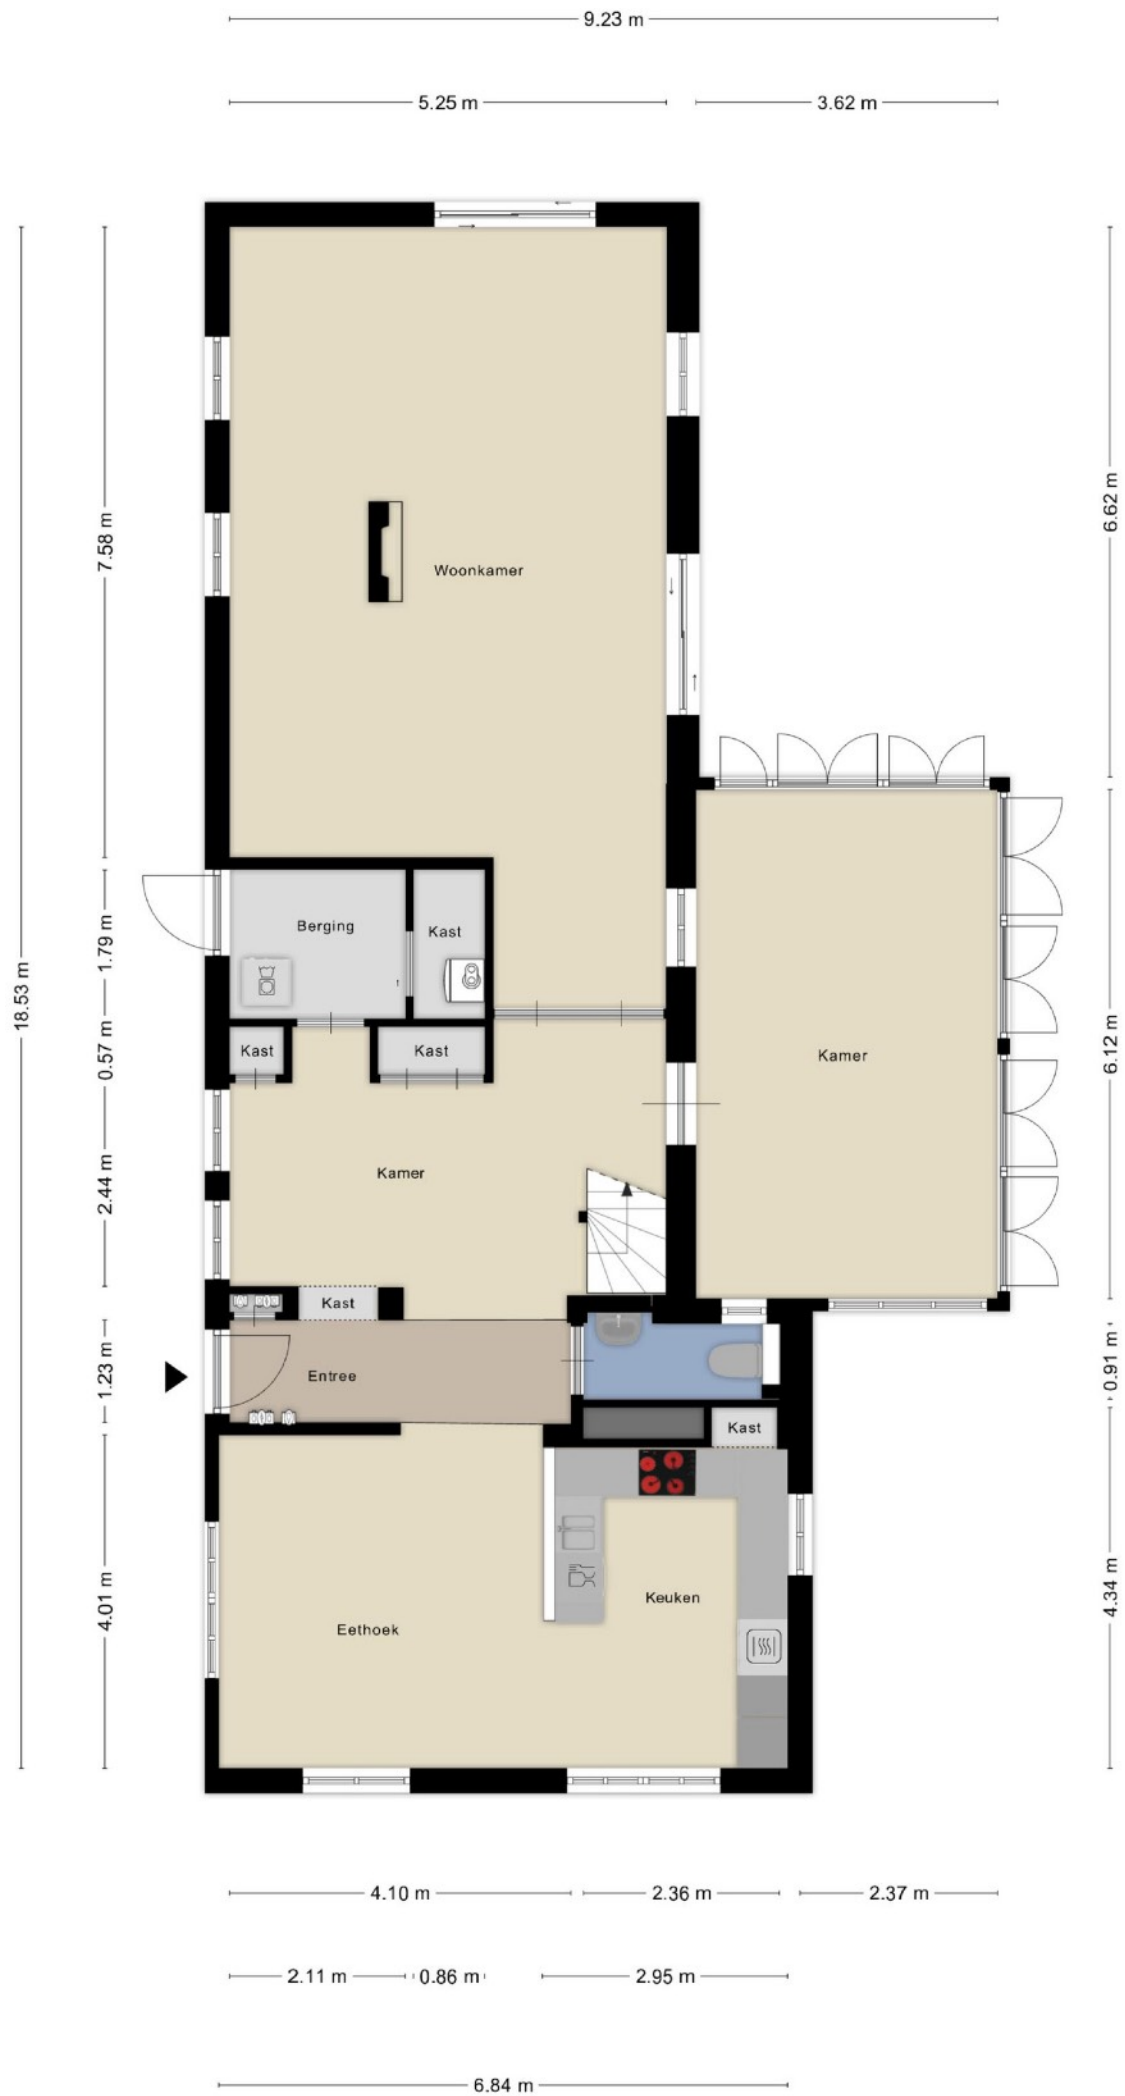 9.23 m
5.25 m
3.62 m
18.53 m
7.58 m
1.79 m
0.57 m
2.44 m
1.23 m
4.01 m
6.62 m
6.12 m
0.91 m
4.34 m
Woonkamer
Berging
Kast
Kast
Kast
Kamer
Kamer
Kast
Entree
Kast
Keuken
Eethoek
4.10 m
2.36 m
2.37 m
2.11 m
0.86 m
2.95 m
6.84 m